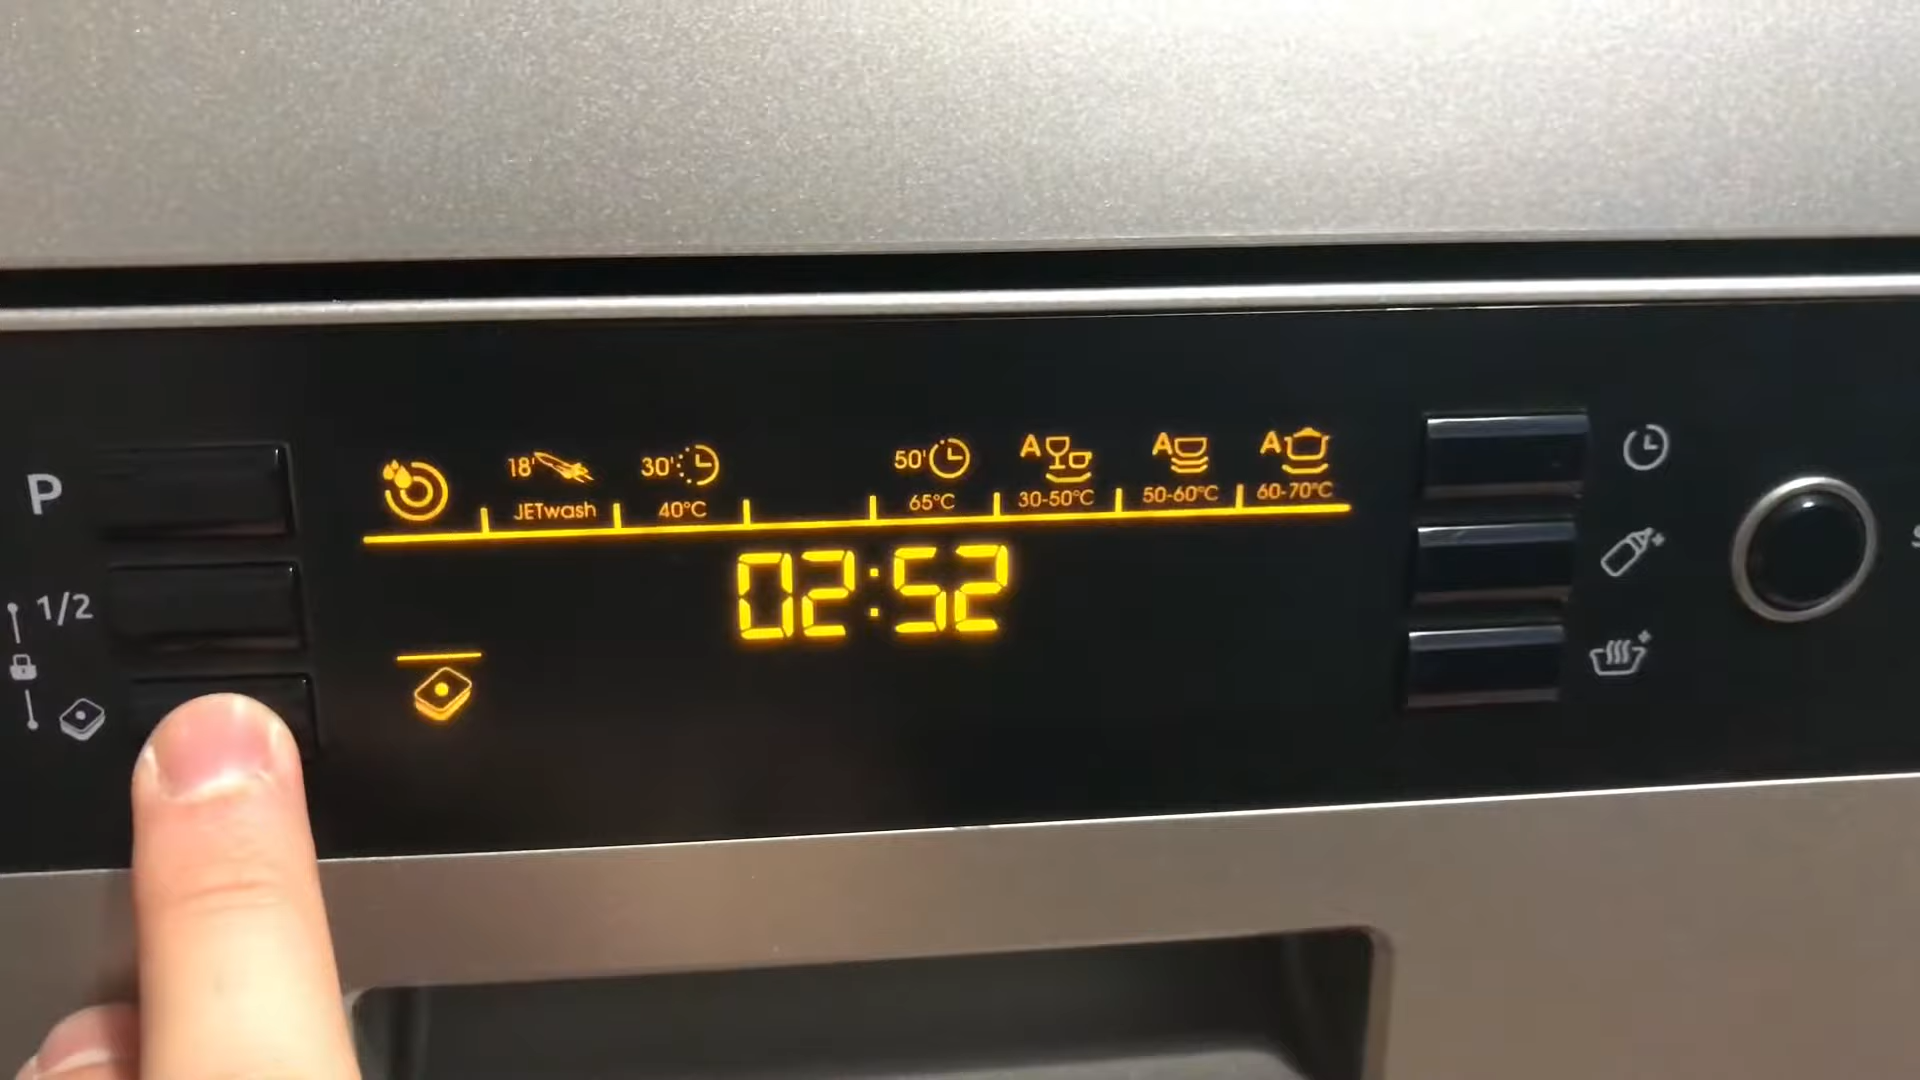 P
1/2
18'
JETwash
30'
40°C
50'
65°C
A
30-50°C
A
50-60°C
A
60-70°C
02:52